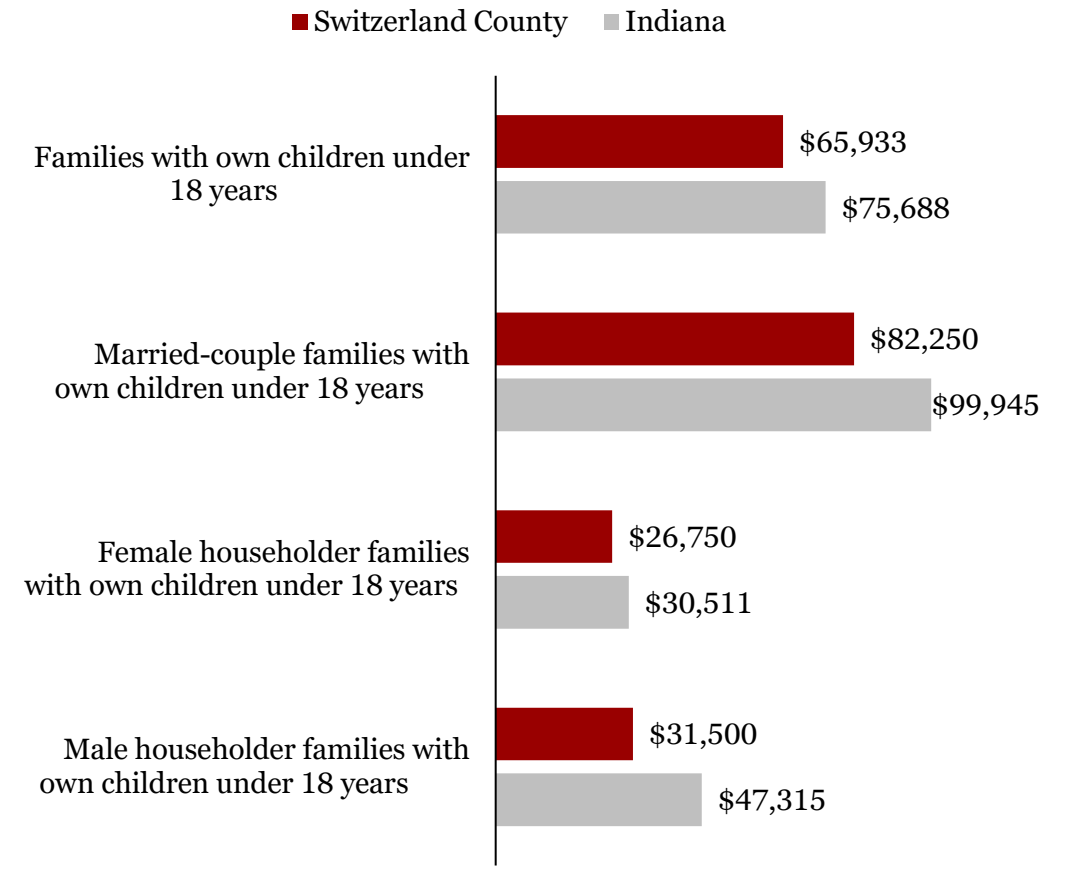 Switzerland County Indiana
Families with own children under
18 years
$65,933
$75,688
Married-couple families with
own children under 18 years
$82,250
$99,945
Female householder families
with own children under 18 years
$26,750
$30,511
Male householder families with
own children under 18 years
$31,500
$47,315